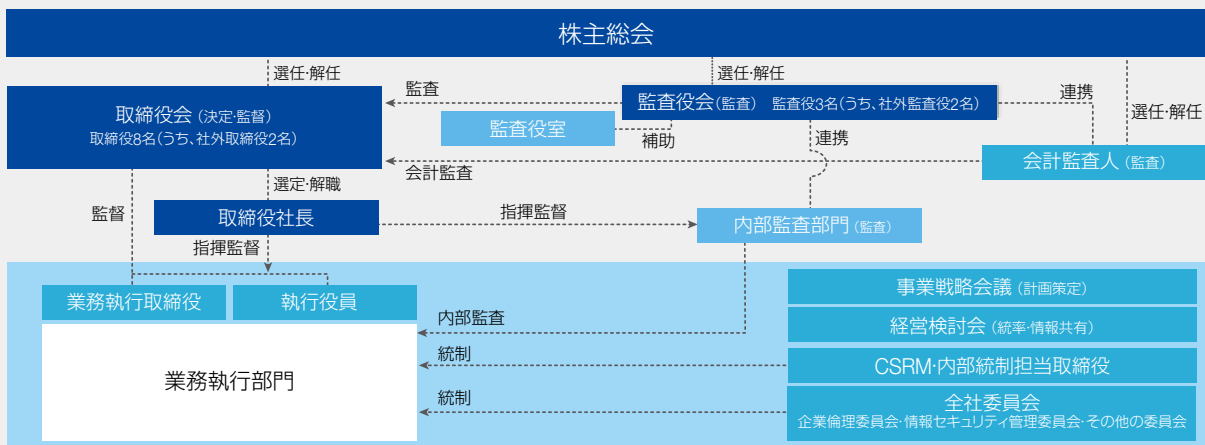 株主総会
選任・解任
選任・解任
選任・解任
監査
連携
取締役会(決定・監督)
取締役8名(うち、社外取締役2名)
監査役会(監査) 監査役3名(うち、社外監査役2名)
監査役室
補助
連携
会計監査人(監査)
会計監査
選定・解職
監督
取締役社長
指揮監督
内部監査部門(監査)
指揮監督
業務執行取締役
執行役員
業務執行部門
内部監査
統制
統制
事業戦略会議(計画策定)
経営検討会(統率・情報共有)
CSRM・内部統制担当取締役
全社委員会
企業倫理委員会・情報セキュリティ管理委員会・その他の委員会